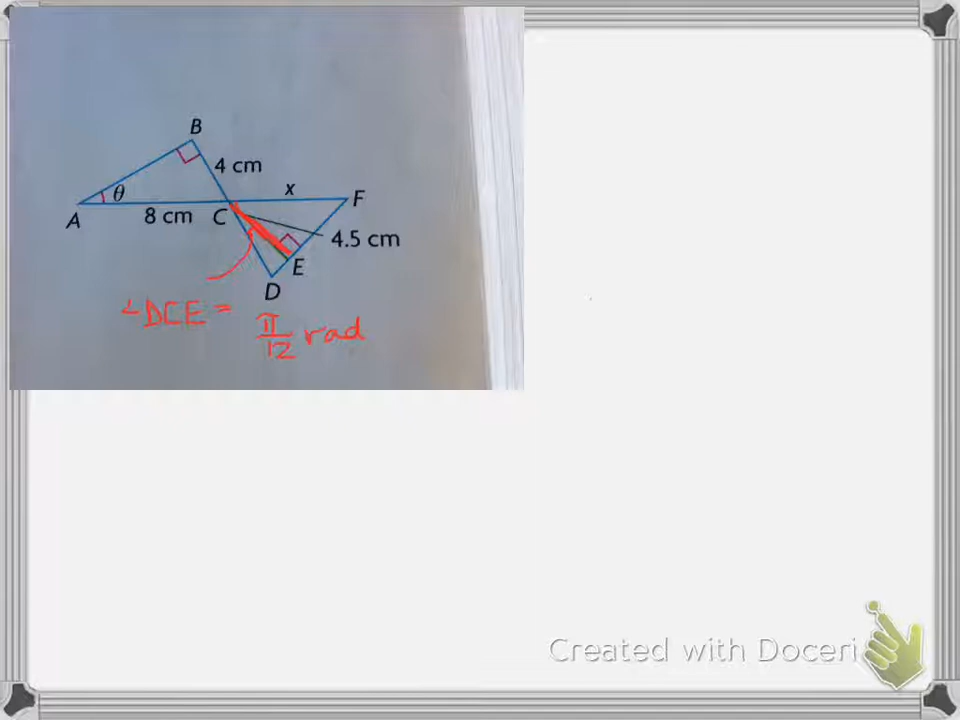 B
4 cm
θ
x
A
8 cm
C
F
4.5 cm
E
D
∠DCE = π/12 rad
Created with Doceri